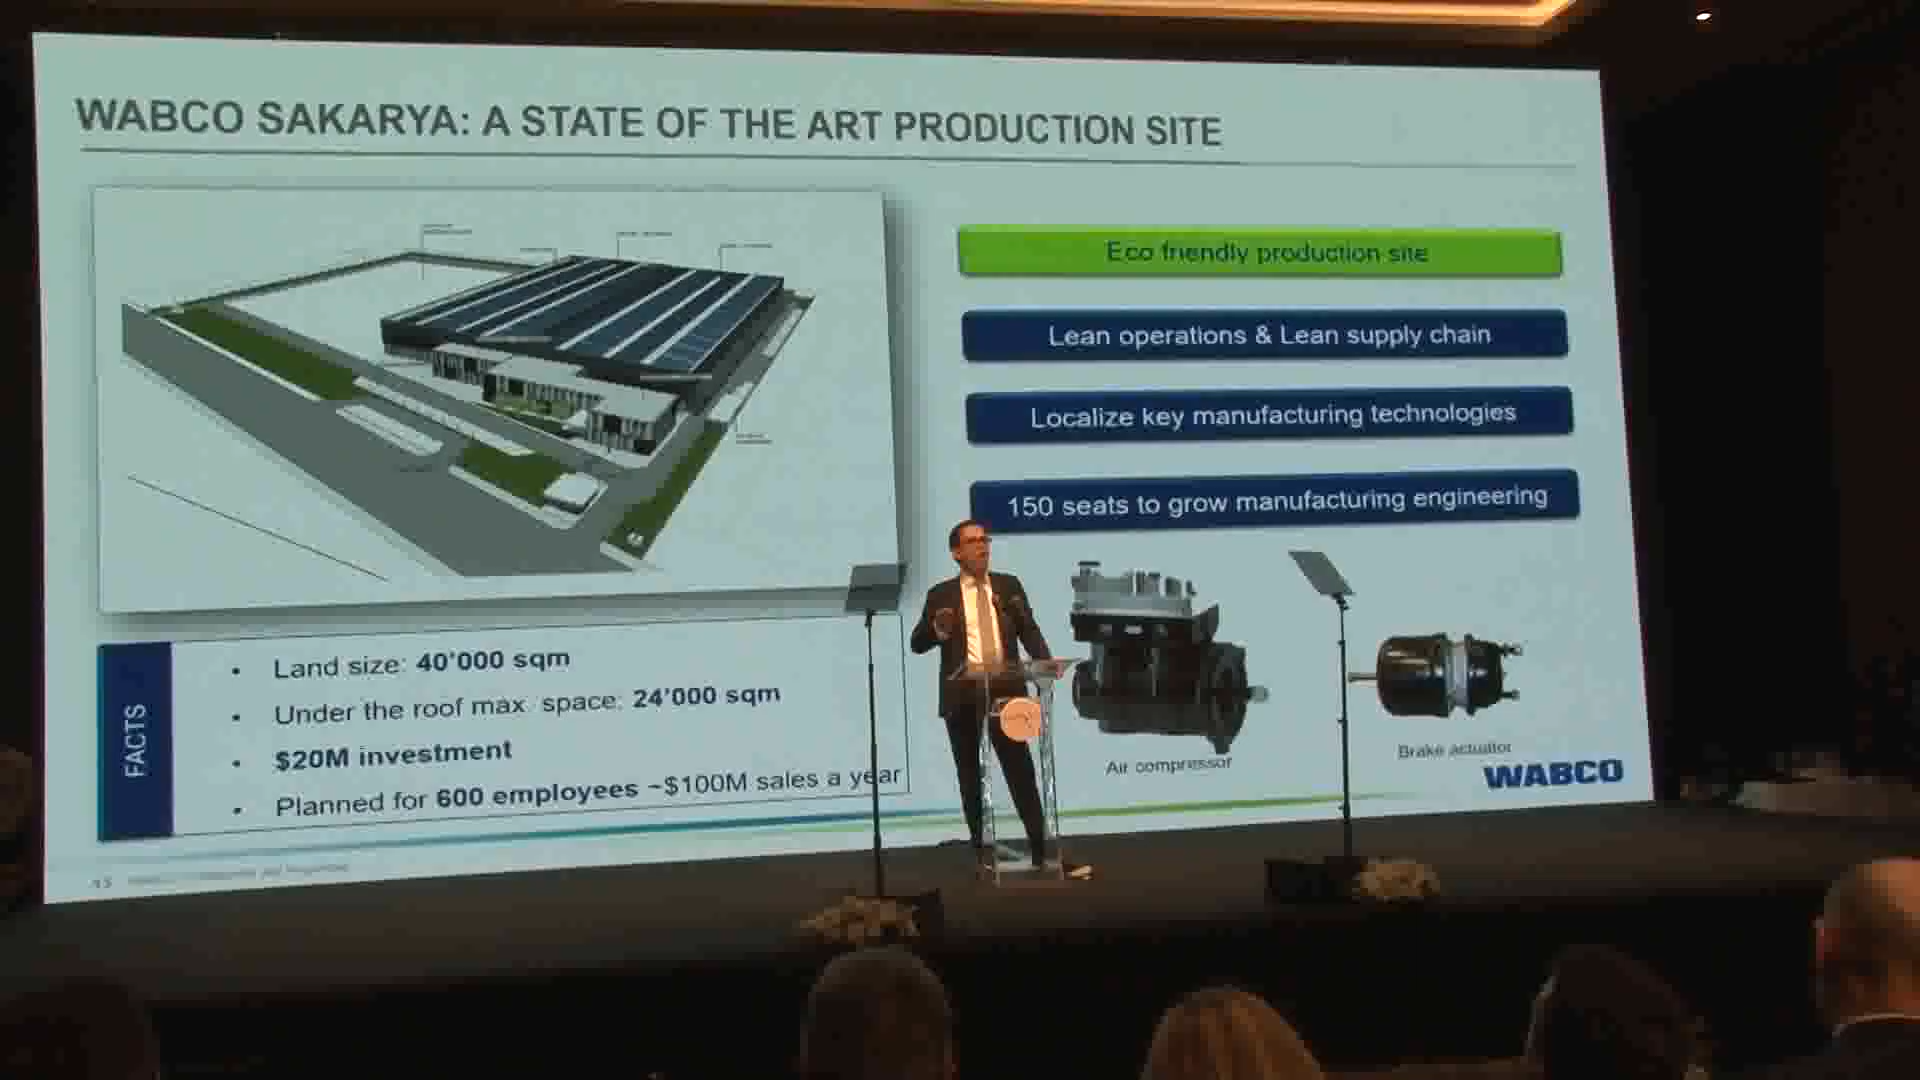 WABCO SAKARYA: A STATE OF THE ART PRODUCTION SITE
Eco friendly production site
Lean operations & Lean supply chain
Localize key manufacturing technologies
150 seats to grow manufacturing engineering
FACTS
• Land size: 40'000 sqm
• Under the roof max space: 24'000 sqm
• $20M investment
• Planned for 600 employees ~$100M sales a year
Air compressor
Brake actuator
WABCO